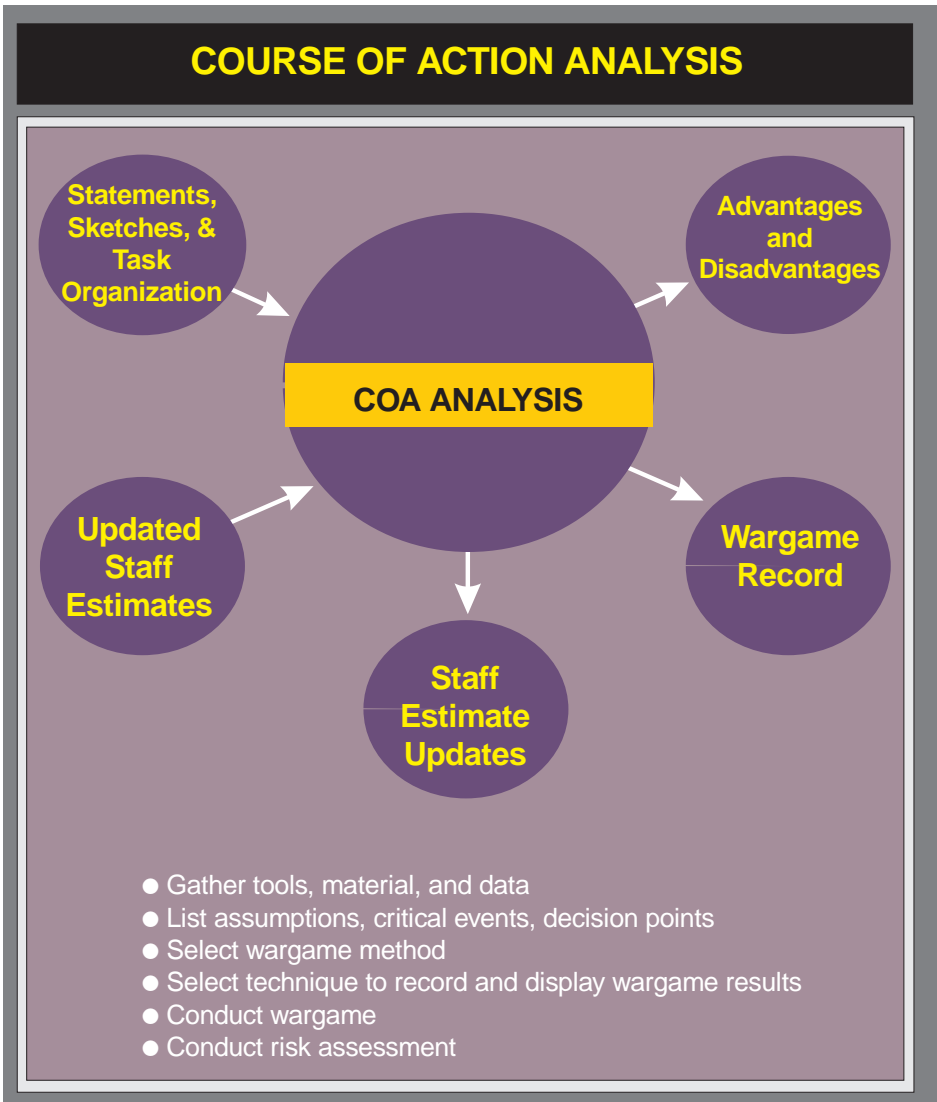 COURSE OF ACTION ANALYSIS
Statements,
Sketches, &
Task
Organization
Advantages
and
Disadvantages
COA ANALYSIS
Updated
Staff
Estimates
Wargame
Record
Staff
Estimate
Updates
● Gather tools, material, and data
● List assumptions, critical events, decision points
● Select wargame method
● Select technique to record and display wargame results
● Conduct wargame
● Conduct risk assessment